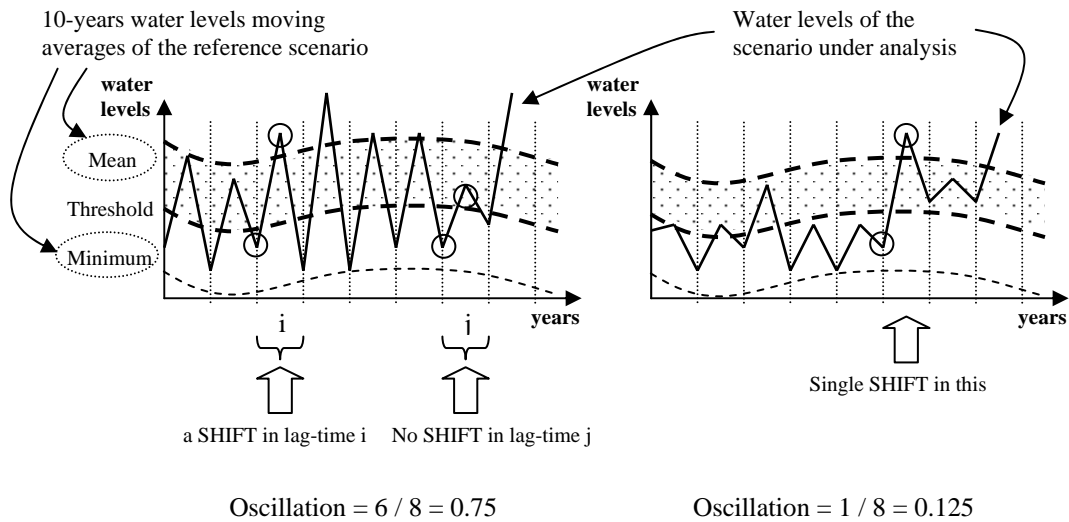 10-years water levels moving
averages of the reference scenario
Water levels of the
scenario under analysis
water
levels
Mean
Threshold
Minimum
years
i
j
a SHIFT in lag-time i
No SHIFT in lag-time j
Oscillation = 6 / 8 = 0.75
water
levels
years
Single SHIFT in this
Oscillation = 1 / 8 = 0.125